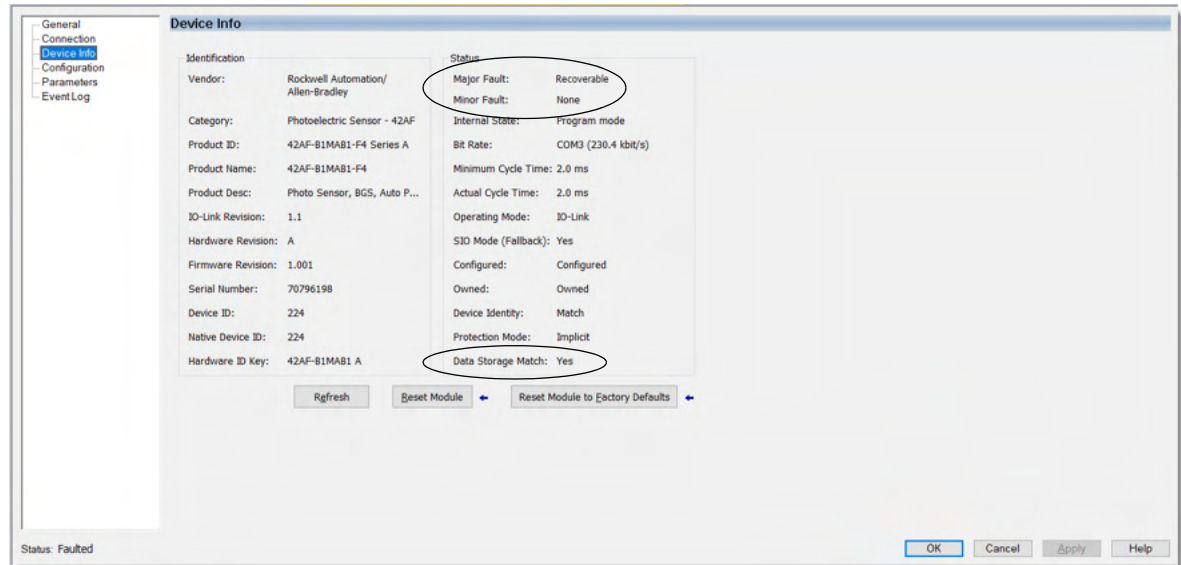 General
Connection
Device Info
Configuration
Parameters
Event Log
Device Info
Identification
Vendor: Rockwell Automation/
Allen-Bradley
Category: Photoelectric Sensor - 42AF
Product ID: 42AF-B1MAB1-F4 Series A
Product Name: 42AF-B1MAB1-F4
Product Desc: Photo Sensor, BGS, Auto P...
IO-Link Revision: 1.1
Hardware Revision: A
Firmware Revision: 1.001
Serial Number: 70796198
Device ID: 224
Native Device ID: 224
Hardware ID Key: 42AF-B1MAB1 A
Status
Major Fault: Recoverable
Minor Fault: None
Internal State: Program mode
Bit Rate: COM3 (230.4 kbit/s)
Minimum Cycle Time: 2.0 ms
Actual Cycle Time: 2.0 ms
Operating Mode: IO-Link
SIO Mode (Fallback): Yes
Configured: Configured
Owned: Owned
Device Identity: Match
Protection Mode: Implicit
Data Storage Match: Yes
Refresh Reset Module Reset Module to Factory Defaults
Status: Faulted
OK Cancel Apply Help